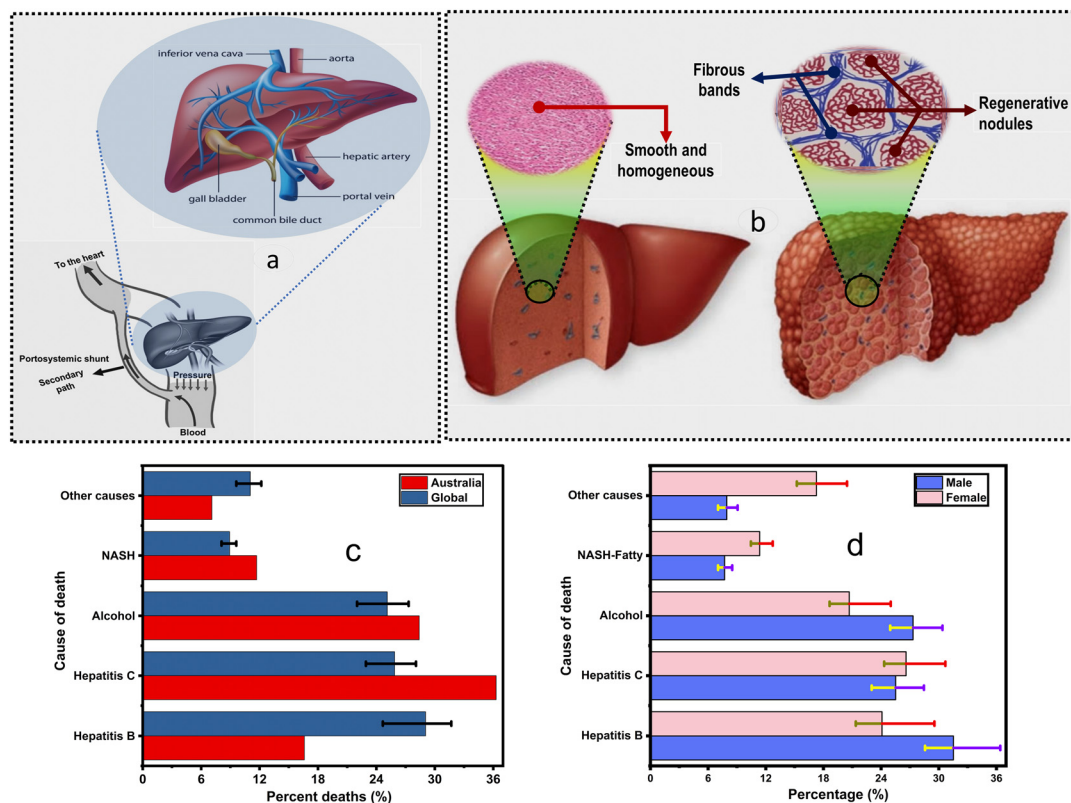 inferior vena cava
aorta
hepatic artery
gall bladder
portal vein
common bile duct
a
To the heart
Portosystemic shunt
Secondary
path
Pressure
Blood
Fibrous
bands
Regenerative
nodules
Smooth and
homogeneous
b
Other causes
NASH
Alcohol
Hepatitis C
Hepatitis B
Cause of death
Australia
Global
c
0 6 12 18 24 30 36
Percent deaths (%)
Other causes
NASH-Fatty
Alcohol
Hepatitis C
Hepatitis B
Cause of death
Male
Female
d
0 6 12 18 24 30 36
Percentage (%)